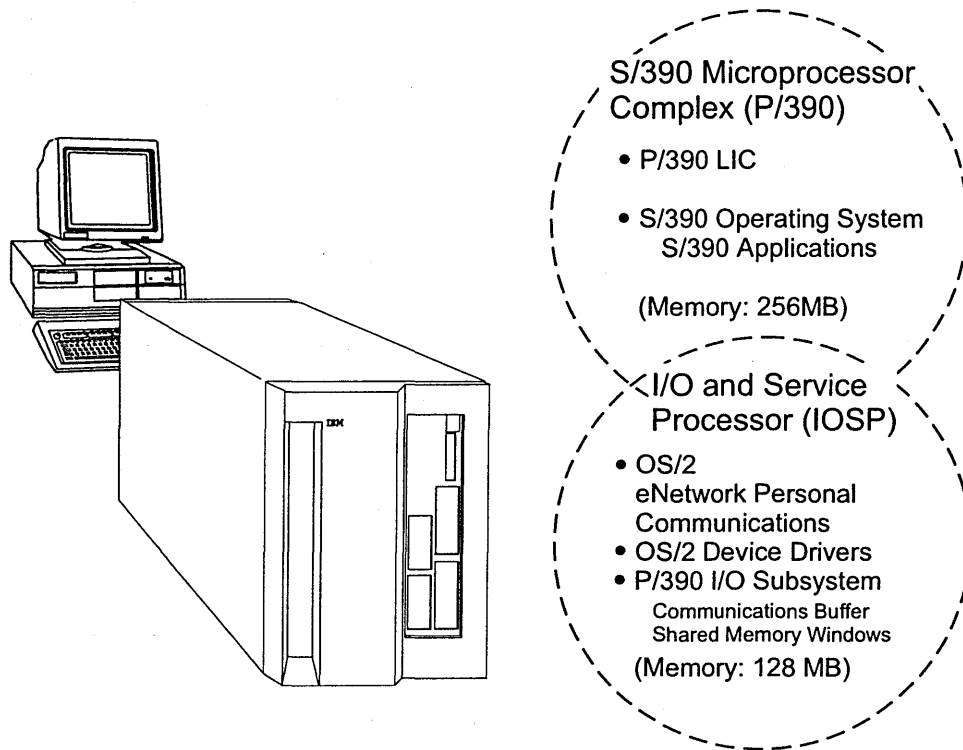 S/390 Microprocessor
Complex (P/390)
• P/390 LIC
• S/390 Operating System
S/390 Applications
(Memory: 256MB)
I/O and Service
Processor (IOSP)
• OS/2
eNetwork Personal
Communications
• OS/2 Device Drivers
• P/390 I/O Subsystem
Communications Buffer
Shared Memory Windows
(Memory: 128 MB)
IBM